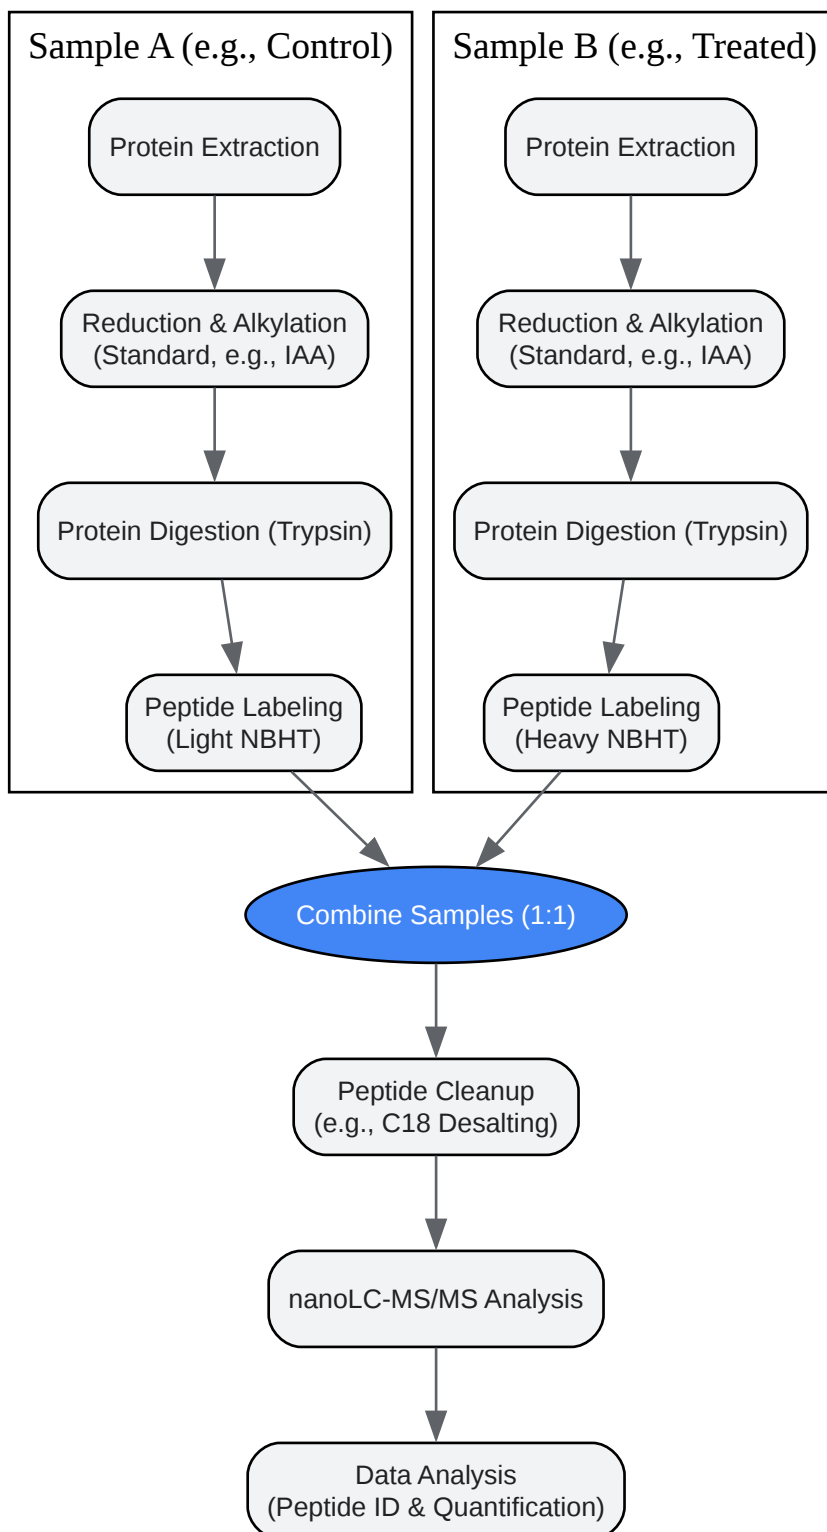 Sample A (e.g., Control)
Protein Extraction
Reduction & Alkylation
(Standard, e.g., IAA)
Protein Digestion (Trypsin)
Peptide Labeling
(Light NBHT)
Sample B (e.g., Treated)
Protein Extraction
Reduction & Alkylation
(Standard, e.g., IAA)
Protein Digestion (Trypsin)
Peptide Labeling
(Heavy NBHT)
Combine Samples (1:1)
Peptide Cleanup
(e.g., C18 Desalting)
nanoLC-MS/MS Analysis
Data Analysis
(Peptide ID & Quantification)